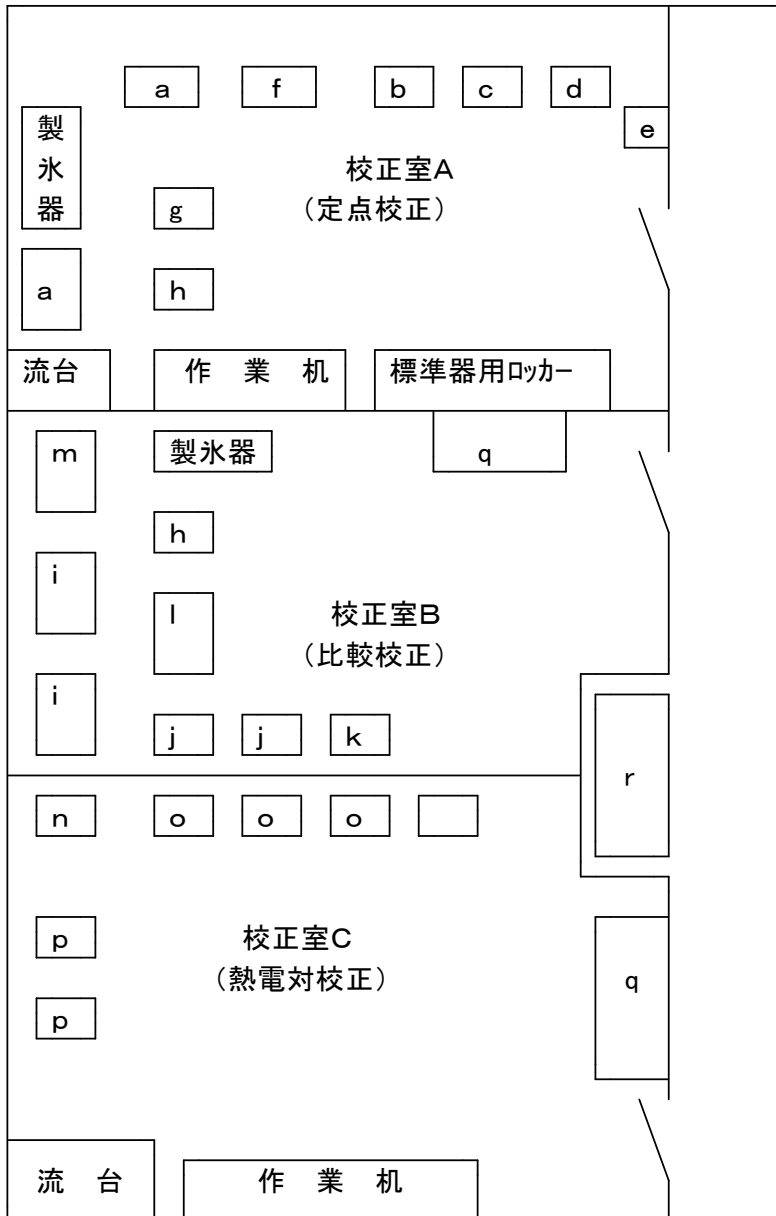 a
f
b
c
d
e
製氷器
校正室A
(定点校正)
g
a
h
流台
作 業 机
標準器用ロッカー
m
製氷器
q
h
i
l
校正室B
(比較校正)
i
j
j
k
r
n
o
o
o
p
校正室C
(熱電対校正)
q
p
流 台
作 業 机